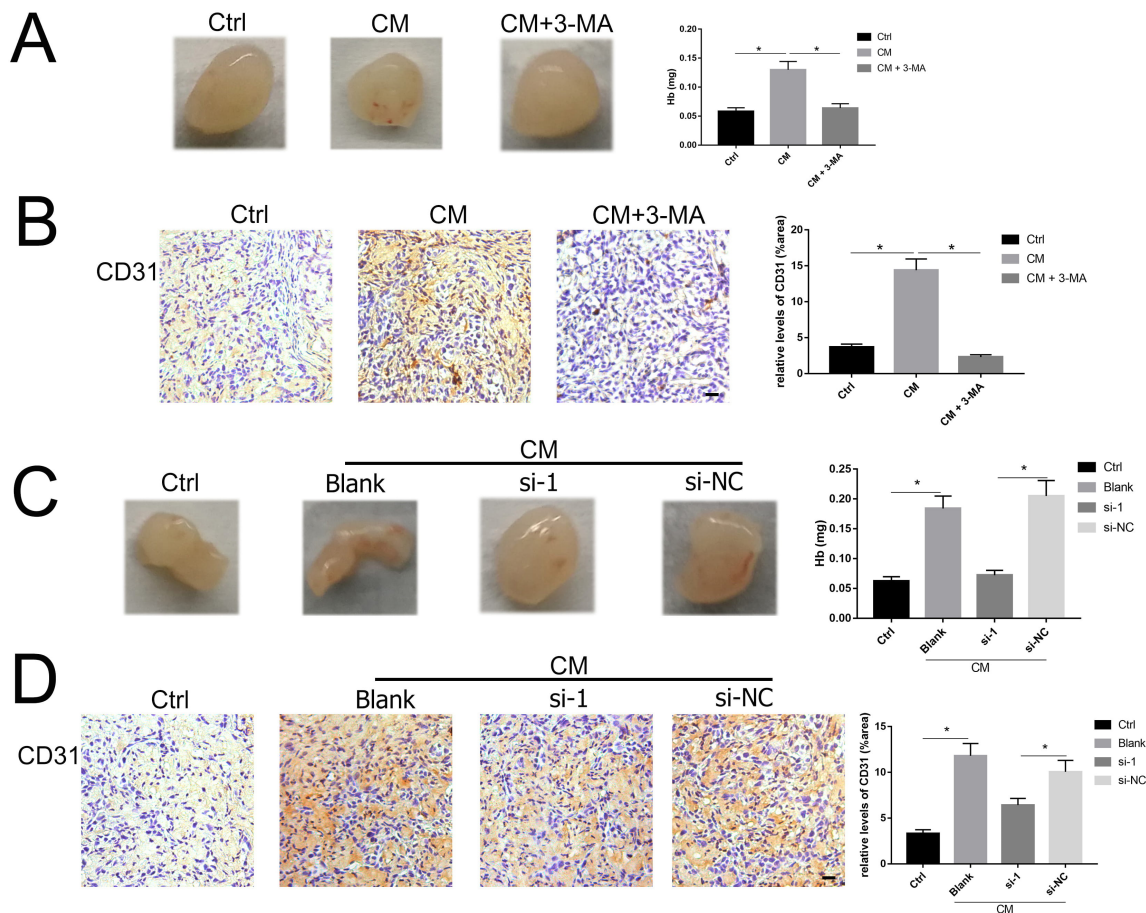 A
Ctrl
CM
CM+3-MA
Hb (mg)
0.20
0.15
0.10
0.05
0.00
*
*
Ctrl
CM
CM + 3-MA
Ctrl
CM
CM + 3-MA
B
Ctrl
CM
CM+3-MA
CD31
relative levels of CD31 (%area)
20
15
10
5
0
*
*
Ctrl
CM
CM + 3-MA
Ctrl
CM
CM + 3-MA
C
CM
Ctrl
Blank
si-1
si-NC
Hb (mg)
0.25
0.20
0.15
0.10
0.05
0.00
*
*
Ctrl
Blank
si-1
si-NC
CM
Ctrl
Blank
si-1
si-NC
D
CM
Ctrl
Blank
si-1
si-NC
CD31
relative levels of CD31 (%area)
15
10
5
0
*
*
Ctrl
Blank
si-1
si-NC
CM
Ctrl
Blank
si-1
si-NC